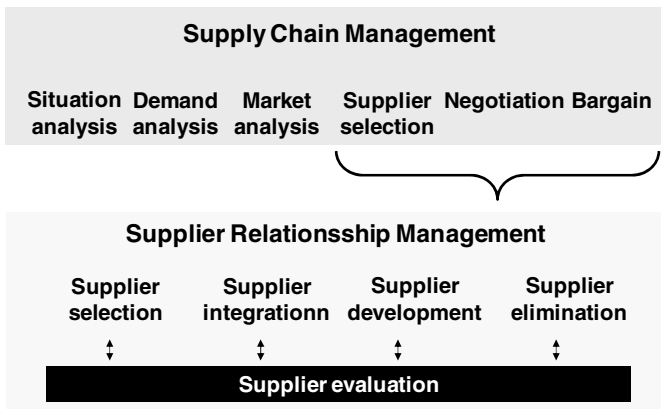 Supply Chain Management
Situation Demand Market Supplier Negotiation Bargain
analysis analysis analysis selection
Supplier Relationsship Management
Supplier Supplier Supplier Supplier
selection integrationn development elimination
Supplier evaluation